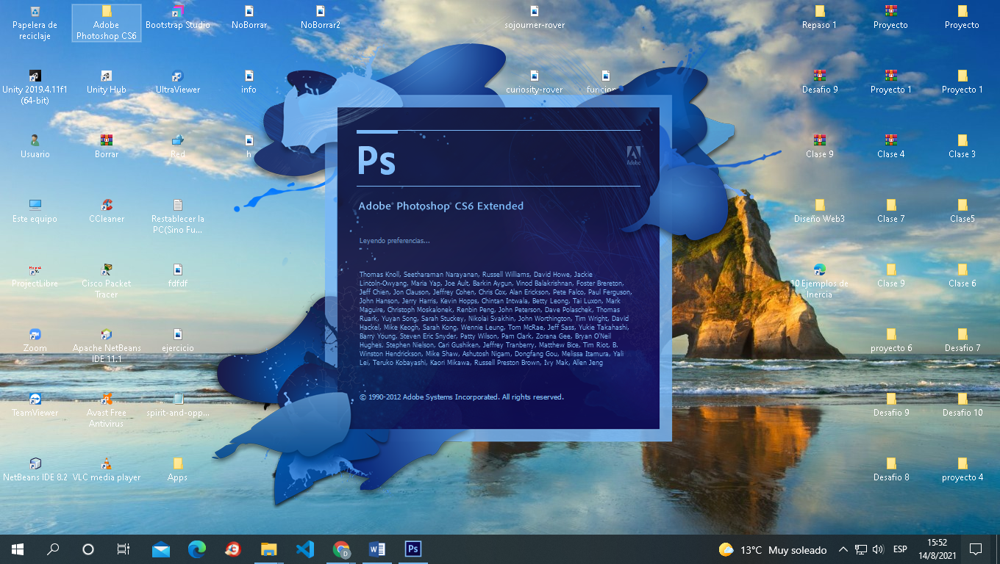 Papelera de
reciclaje
Adobe
Photoshop CS6
Bootstrap Studio
NoBorrar
NoBorrar2
sojourner-rover
Repaso 1
Proyecto
Proyecto
Unity 2019.4.11f1
(64-bit)
Unity Hub
UltraViewer
info
curiosity-rover
funcion
Desafio 9
Proyecto 1
Proyecto 1
Usuario
Borrar
Red
h
Clase 9
Clase 4
Clase 3
Este equipo
CCleaner
Restablecer la
PC(Sino Fu...
Diseño Web3
Clase 7
Clase5
ProjectLibre
Cisco Packet
Tracer
fdfdf
10 Ejemplos de
Inercia
Clase 9
Clase 6
Zoom
Apache NetBeans
IDE 11.1
ejercicio
proyecto 6
Desafio 7
TeamViewer
Avast Free
Antivirus
spirit-and-opp...
Desafio 9
Desafio 10
NetBeans IDE 8.2
VLC media player
Apps
Desafio 8
proyecto 4
Ps
Adobe
Adobe® Photoshop® CS6 Extended
Leyendo preferencias...
Thomas Knoll, Seetharaman Narayanan, Russell Williams, David Howe, Jackie
Lincoln-Owyang, Maria Yap, Joe Ault, Barkin Aygun, Vinod Balakrishnan, Foster Brereton,
Jeff Chien, Jon Clauson, Jeffrey Cohen, Chris Cox, Alan Erickson, Pete Falco, Paul Ferguson,
John Hanson, Jerry Harris, Kevin Hopps, Chintan Intwala, Betty Leong, Tai Luxon, Mark
Maguire, Christoph Moskalonek, Renbin Peng, John Peterson, Dave Polaschek, Thomas
Ruark, Yuyan Song, Sarah Stuckey, Nikolai Svakhin, John Worthington, Tim Wright, David
Hackel, Mike Keogh, Sarah Kong, Wennie Leung, Tom McRae, Jeff Sass, Yukie Takahashi,
Barry Young, Steven Eric Snyder, Patty Wilson, Pam Clark, Zorana Gee, Bryan O'Neil
Hughes, Stephen Nielson, Cari Gushiken, Jeffrey Tranberry, Matthew Bice, Tim Riot, B.
Winston Hendrickson, Mike Shaw, Ashutosh Nigam, Dongfang Gou, Melissa Itamura, Yali
Lei, Teruko Kobayashi, Kaori Mikawa, Russell Preston Brown, Ivy Mak, Allen Jeng
© 1990-2012 Adobe Systems Incorporated. All rights reserved.
Ps
13°C Muy soleado
ESP
15:52
14/8/2021